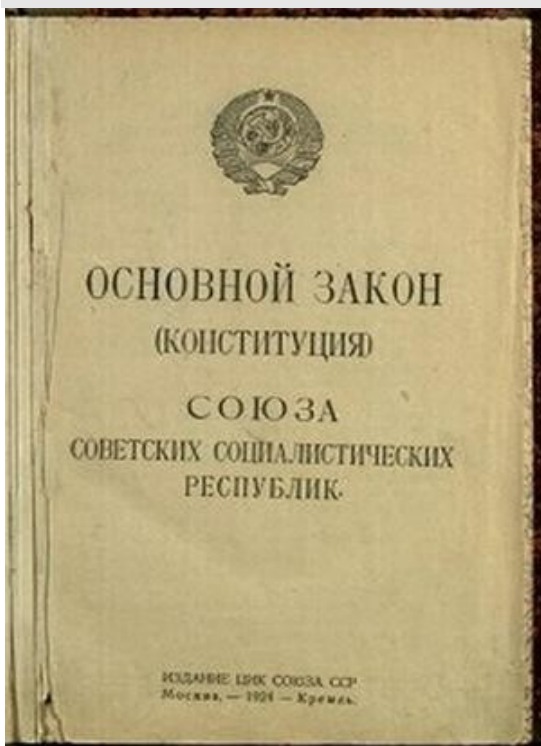 ОСНОВНОЙ ЗАКОН
(КОНСТИТУЦИЯ)
СОЮЗА
СОВЕТСКИХ СОЦИАЛИСТИЧЕСКИХ
РЕСПУБЛИК.
ИЗДАНИЕ ЦИК СОЮЗА ССР
Москва, — 1924 — Кремль.